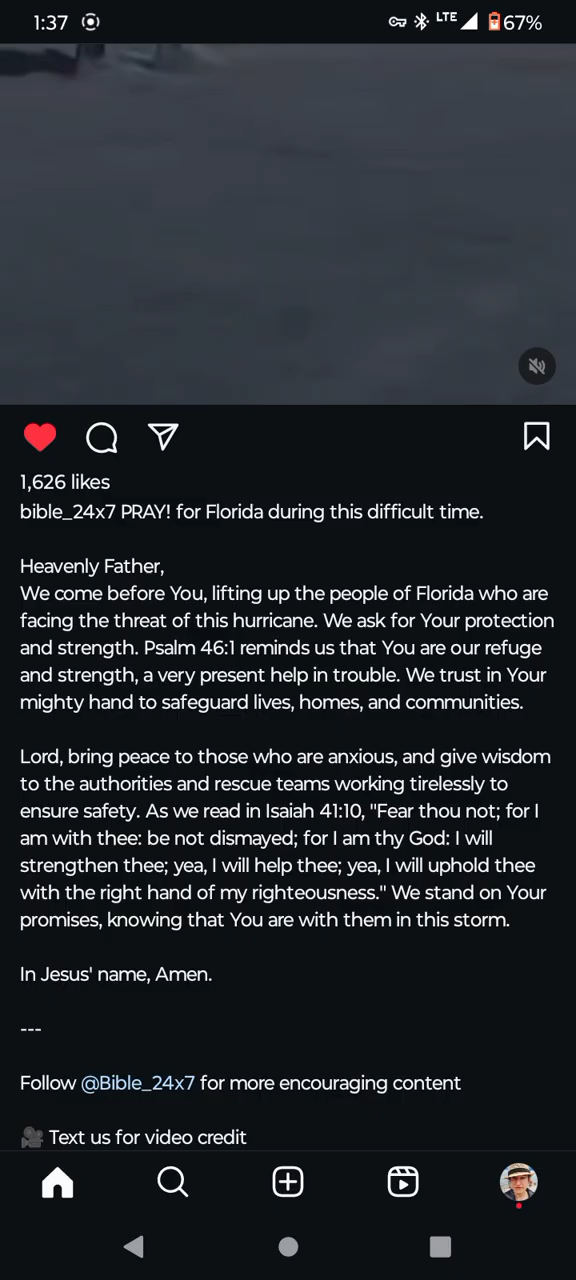 1:37
LTE
67%
1,626 likes
bible_24x7 PRAY! for Florida during this difficult time.
Heavenly Father,
We come before You, lifting up the people of Florida who are
facing the threat of this hurricane. We ask for Your protection
and strength. Psalm 46:1 reminds us that You are our refuge
and strength, a very present help in trouble. We trust in Your
mighty hand to safeguard lives, homes, and communities.
Lord, bring peace to those who are anxious, and give wisdom
to the authorities and rescue teams working tirelessly to
ensure safety. As we read in Isaiah 41:10, "Fear thou not; for I
am with thee: be not dismayed; for I am thy God: I will
strengthen thee; yea, I will help thee; yea, I will uphold thee
with the right hand of my righteousness." We stand on Your
promises, knowing that You are with them in this storm.
In Jesus' name, Amen.
---
Follow @Bible_24x7 for more encouraging content
🎥 Text us for video credit